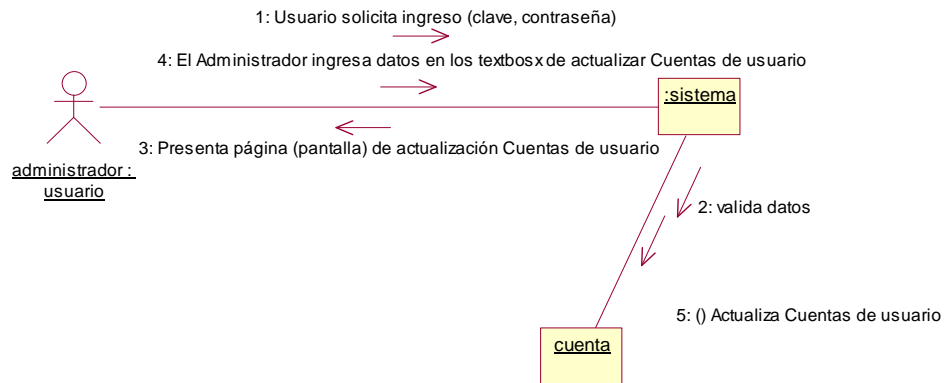 1: Usuario solicita ingreso (clave, contraseña)
4: El Administrador ingresa datos en los textbosx de actualizar Cuentas de usuario
:sistema
3: Presenta página (pantalla) de actualización Cuentas de usuario
administrador :
usuario
2: valida datos
5: () Actualiza Cuentas de usuario
cuenta